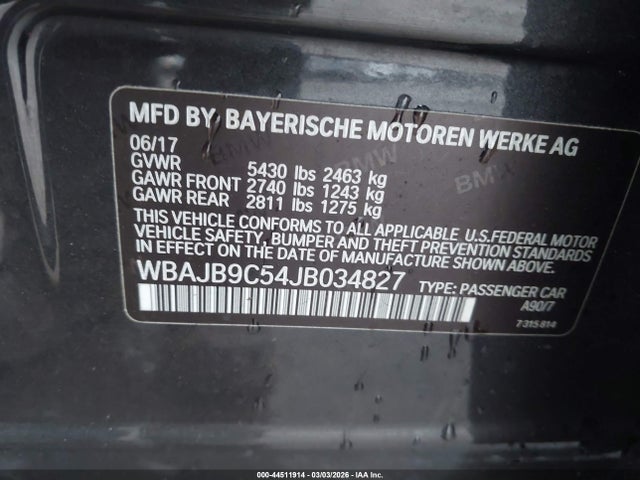 MFD BY BAYERISCHE MOTOREN WERKE AG
06/17
GVWR 5430 lbs 2463 kg
GAWR FRONT 2740 lbs 1243 kg
GAWR REAR 2811 lbs 1275 kg
THIS VEHICLE CONFORMS TO ALL APPLICABLE U.S.FEDERAL MOTOR
VEHICLE SAFETY, BUMPER AND THEFT PREVENTION STANDARDS
IN EFFECT ON THE DATE OF MANUFACTURE SHOWN ABOVE.
WBAJB9C54JB034827 TYPE: PASSENGER CAR
A90/7
7 315 814
000-44511914 - 03/03/2026 - IAA Inc.